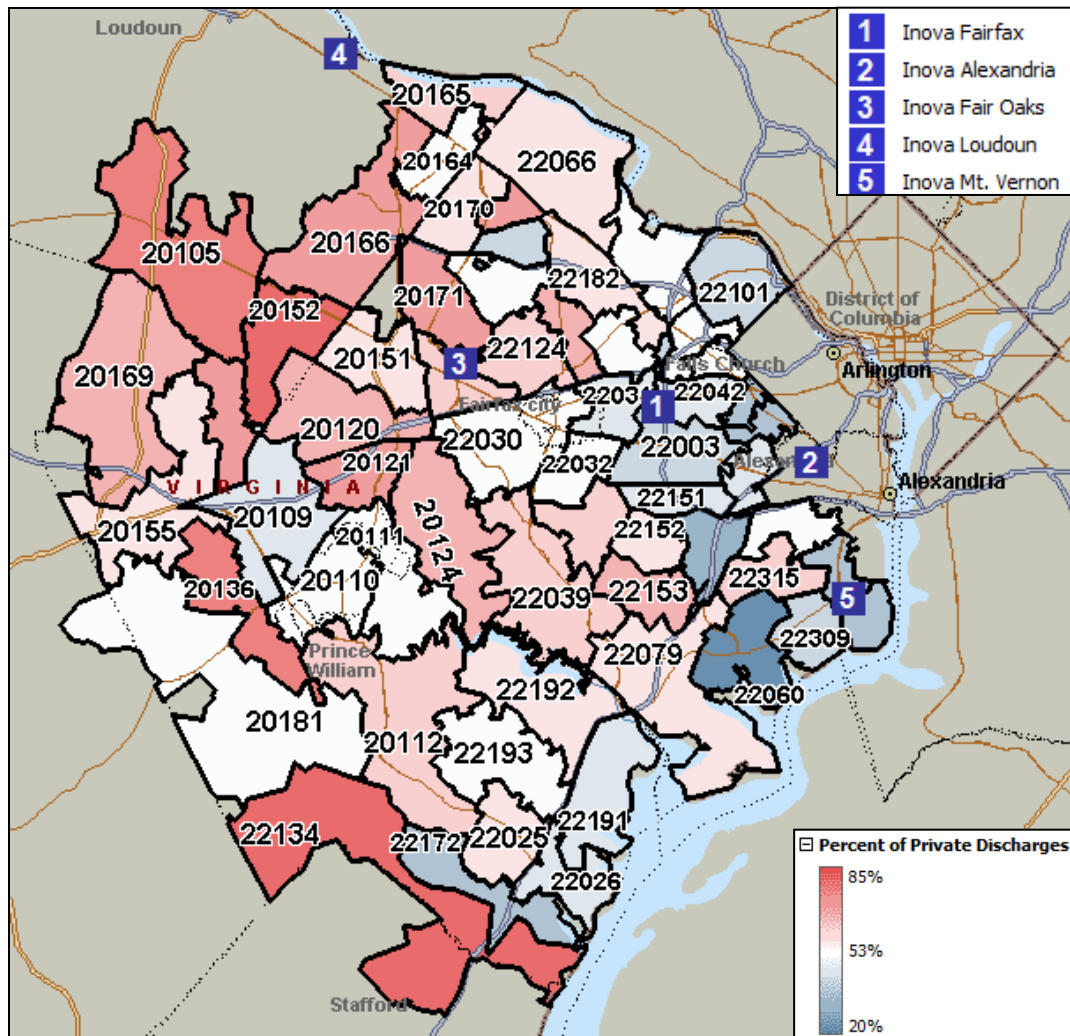 Loudoun
1 Inova Fairfax
2 Inova Alexandria
3 Inova Fair Oaks
4 Inova Loudoun
5 Inova Mt. Vernon
4
20165
20164
22066
20170
20105
20166
22182
22101
20171
20152
District of
Columbia
20151
22124
3
Falls Church
Arlington
20169
22042
2203
1
Fairfax city
20120
22030
22003
22032
20121
Alexandria
2
Alexandria
VIRGINIA
22151
20109
20155
20111
20124
22152
20110
20136
22039
22153
22315
5
22309
22079
Prince
William
22060
22192
20181
20112
22193
22134
22172
22025
22191
22026
Stafford
Percent of Private Discharges
85%
53%
20%